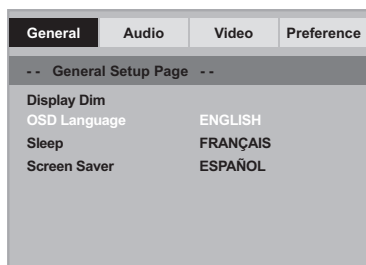 General Audio Video Preference
-- General Setup Page --
Display Dim
OSD Language ENGLISH
Sleep FRANÇAIS
Screen Saver ESPAÑOL